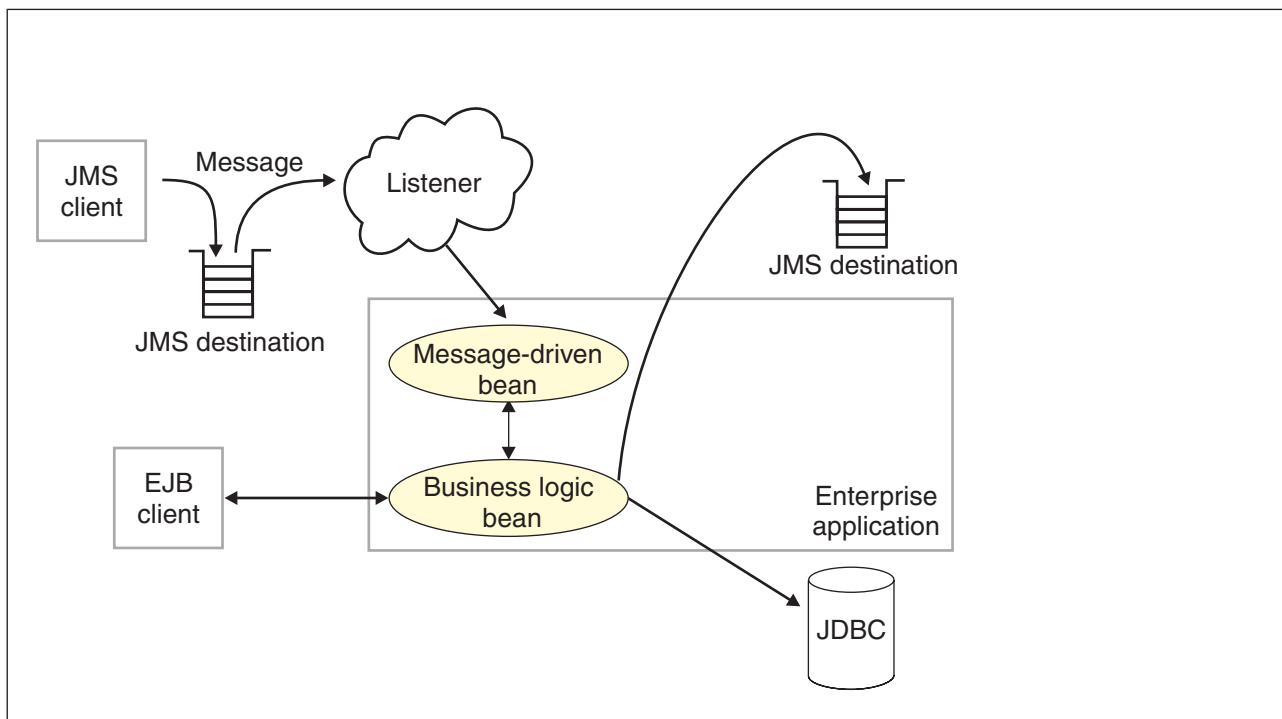 Message
JMS
client
Listener
JMS destination
JMS destination
Message-driven
bean
EJB
client
Business logic
bean
Enterprise
application
JDBC